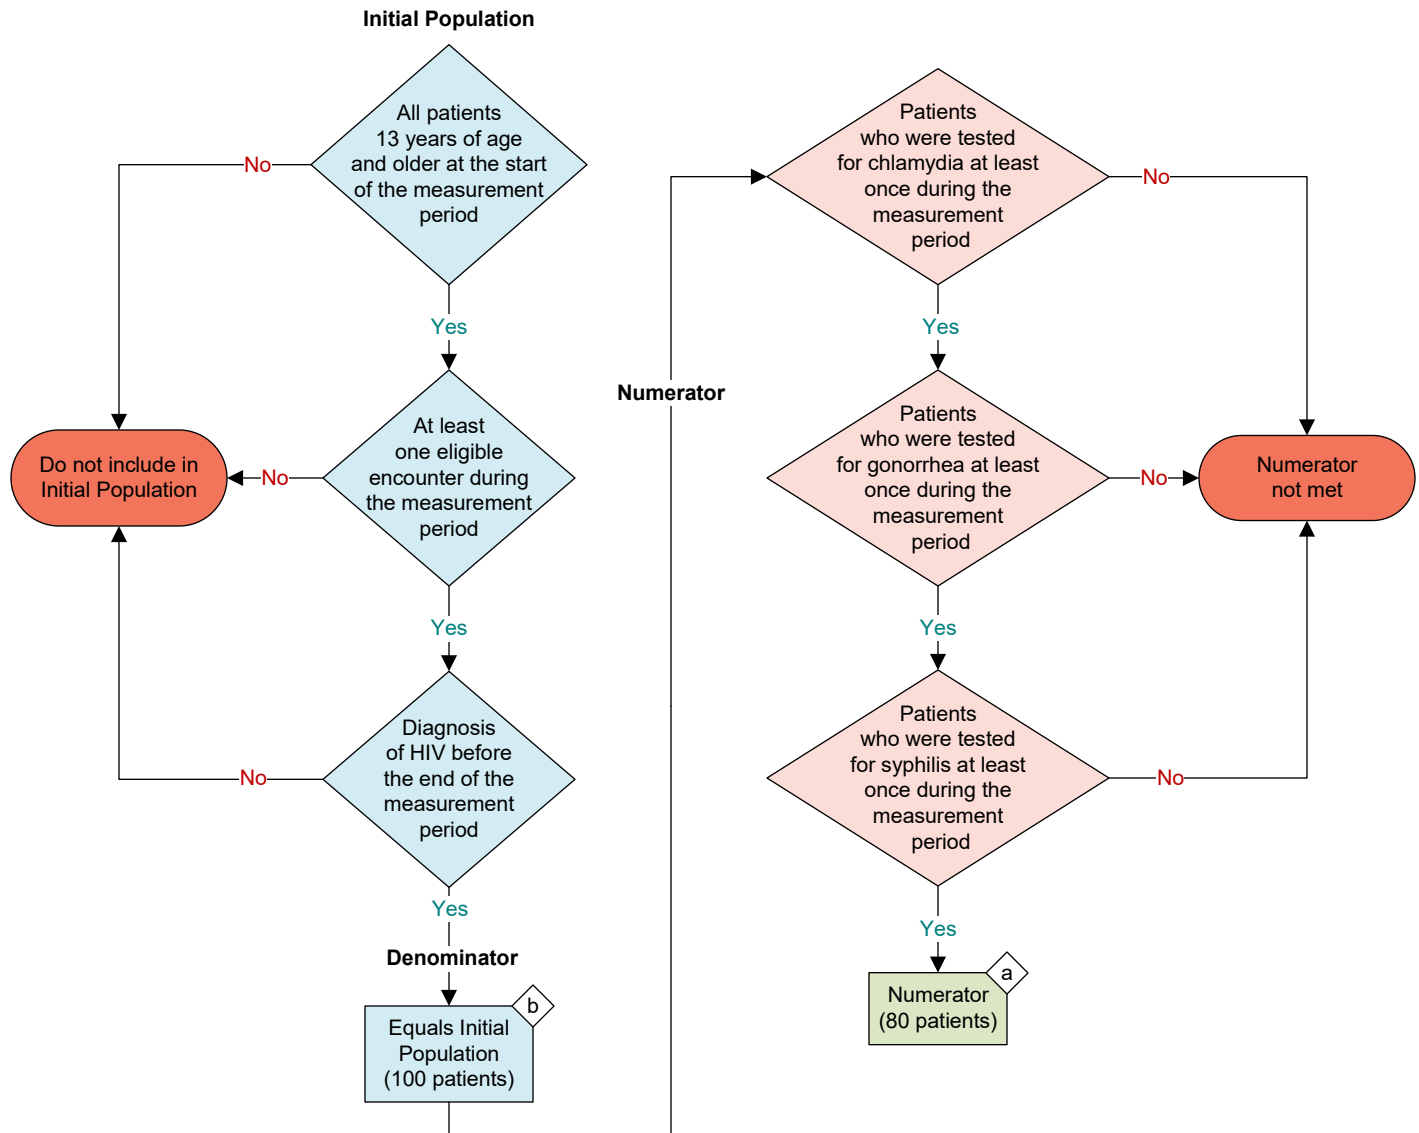 Initial Population
All patients
13 years of age
and older at the start
of the measurement
period
No
Yes
At least
one eligible
encounter during
the measurement
period
No
Do not include in
Initial Population
Yes
Diagnosis
of HIV before
the end of the
measurement
period
No
Yes
Denominator
b
Equals Initial
Population
(100 patients)
Numerator
Patients
who were tested
for chlamydia at least
once during the
measurement
period
No
Yes
Patients
who were tested
for gonorrhea at least
once during the
measurement
period
No
Numerator
not met
Yes
Patients
who were tested
for syphilis at least
once during the
measurement
period
No
Yes
a
Numerator
(80 patients)